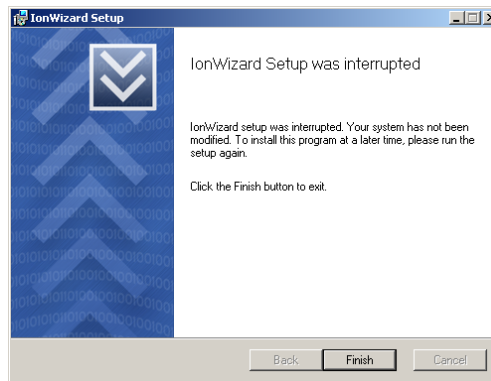 IonWizard Setup
IonWizard Setup was interrupted
IonWizard setup was interrupted. Your system has not been
modified. To install this program at a later time, please run the
setup again.
Click the Finish button to exit.
Back
Finish
Cancel